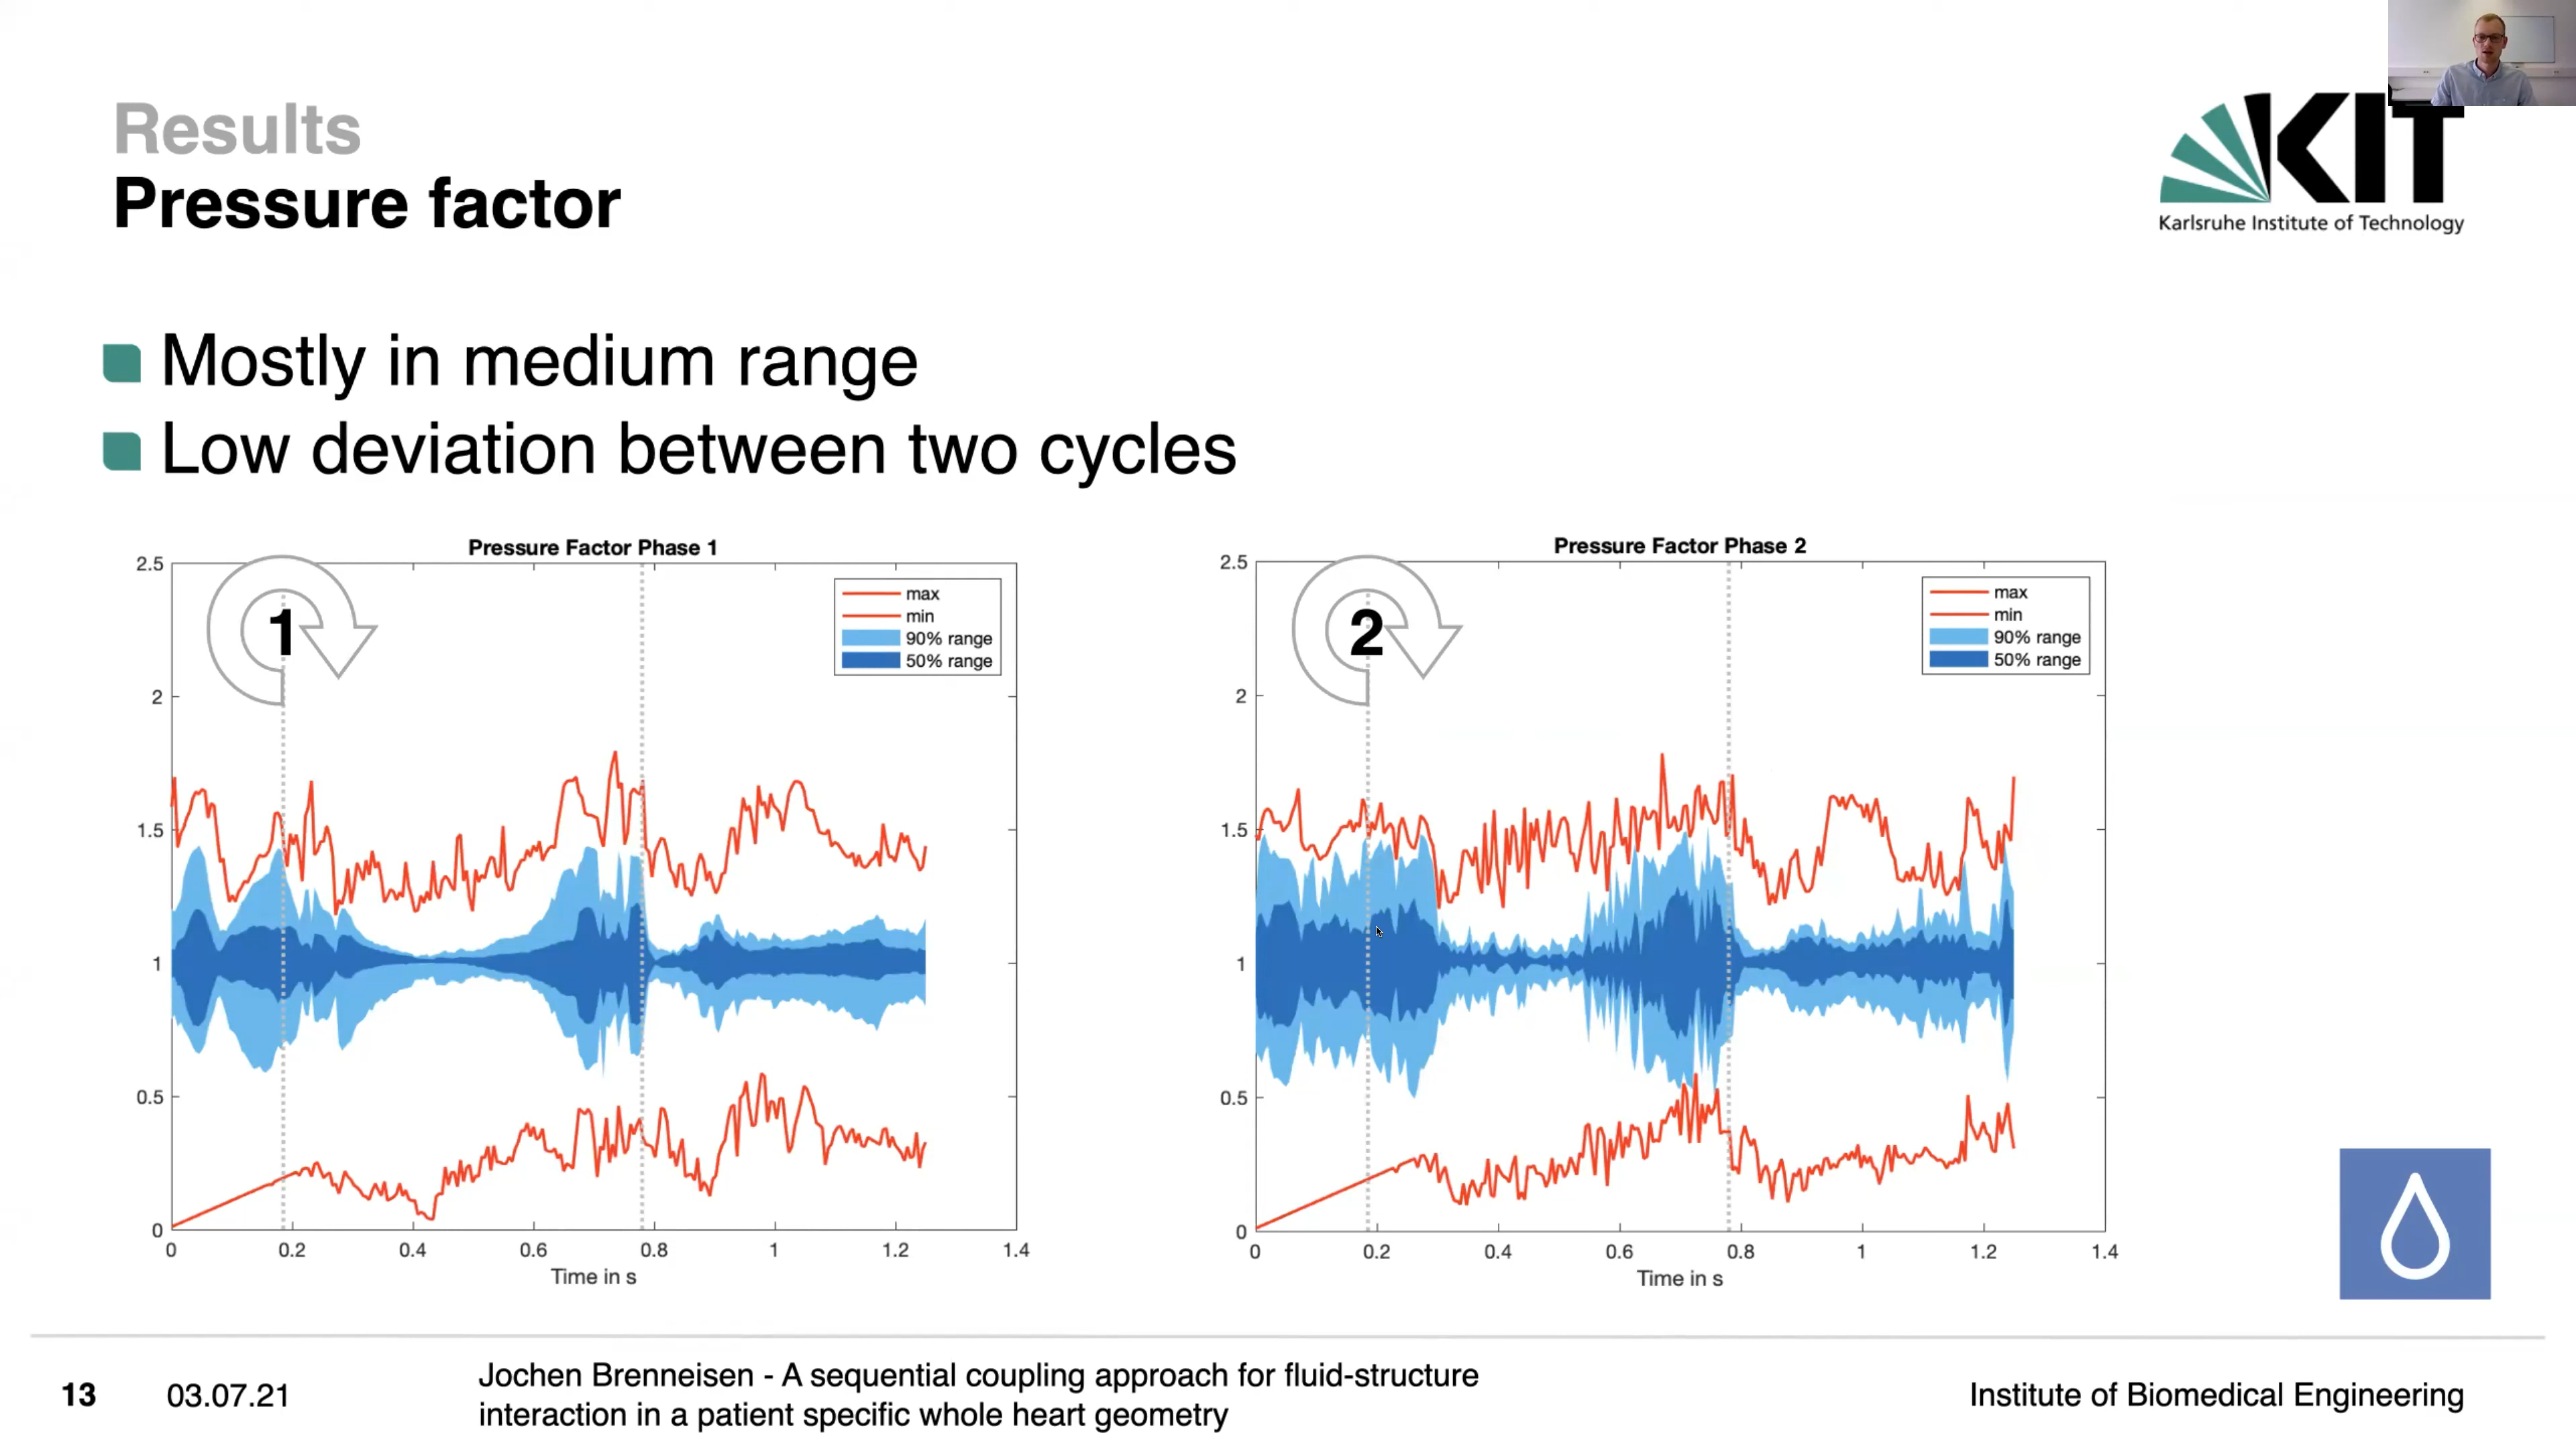 Results
Pressure factor
KIT
Karlsruhe Institute of Technology
Mostly in medium range
Low deviation between two cycles
Pressure Factor Phase 1
2.5
2
1.5
1
0.5
0
1
max
min
90% range
50% range
0 0.2 0.4 0.6 0.8 1 1.2 1.4
Time in s
Pressure Factor Phase 2
2.5
2
1.5
1
0.5
0
2
max
min
90% range
50% range
0 0.2 0.4 0.6 0.8 1 1.2 1.4
Time in s
13
03.07.21
Jochen Brenneisen - A sequential coupling approach for fluid-structure
interaction in a patient specific whole heart geometry
Institute of Biomedical Engineering